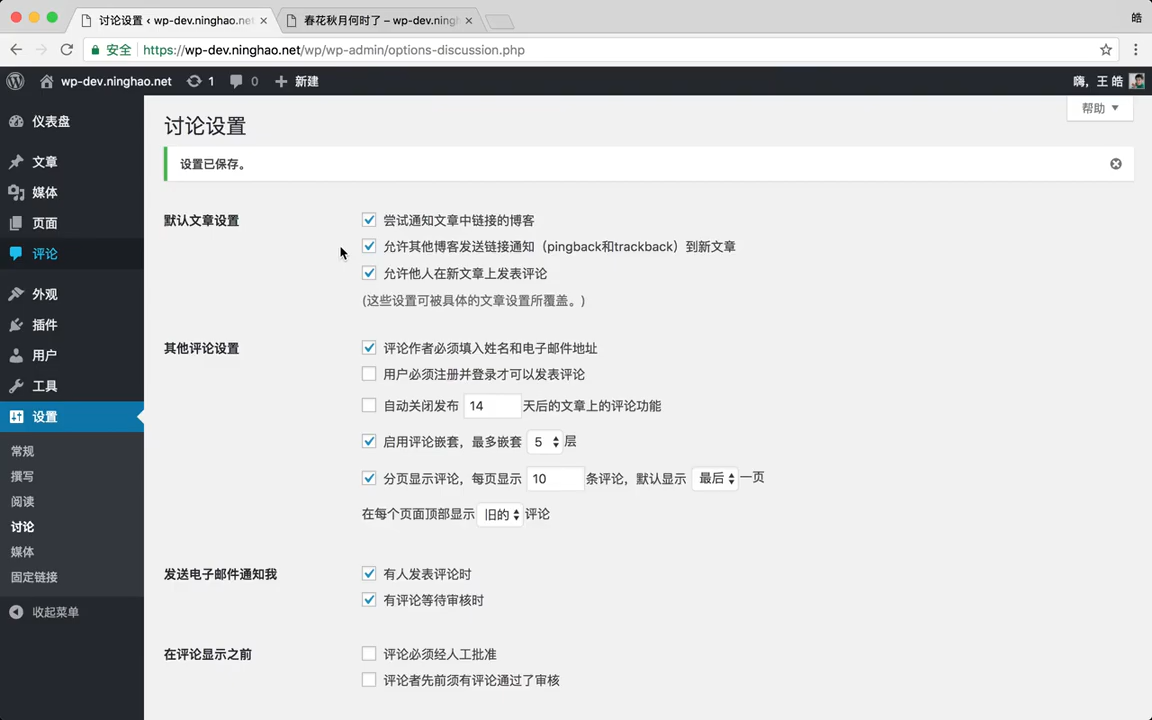 讨论设置 ‹ wp-dev.ninghao.net
春花秋月何时了 – wp-dev.ningh
皓
安全 https://wp-dev.ninghao.net/wp/wp-admin/options-discussion.php
wp-dev.ninghao.net 1 0 新建 嗨，王 皓
仪表盘
文章
媒体
页面
评论
外观
插件
用户
工具
设置
常规
撰写
阅读
讨论
媒体
固定链接
收起菜单
讨论设置
帮助
设置已保存。
默认文章设置
尝试通知文章中链接的博客
允许其他博客发送链接通知（pingback和trackback）到新文章
允许他人在新文章上发表评论
(这些设置可被具体的文章设置所覆盖。)
其他评论设置
评论作者必须填入姓名和电子邮件地址
用户必须注册并登录才可以发表评论
自动关闭发布 14 天后的文章上的评论功能
启用评论嵌套，最多嵌套 5 层
分页显示评论，每页显示 10 条评论，默认显示 最后 一页
在每个页面顶部显示 旧的 评论
发送电子邮件通知我
有人发表评论时
有评论等待审核时
在评论显示之前
评论必须经人工批准
评论者先前须有评论通过了审核